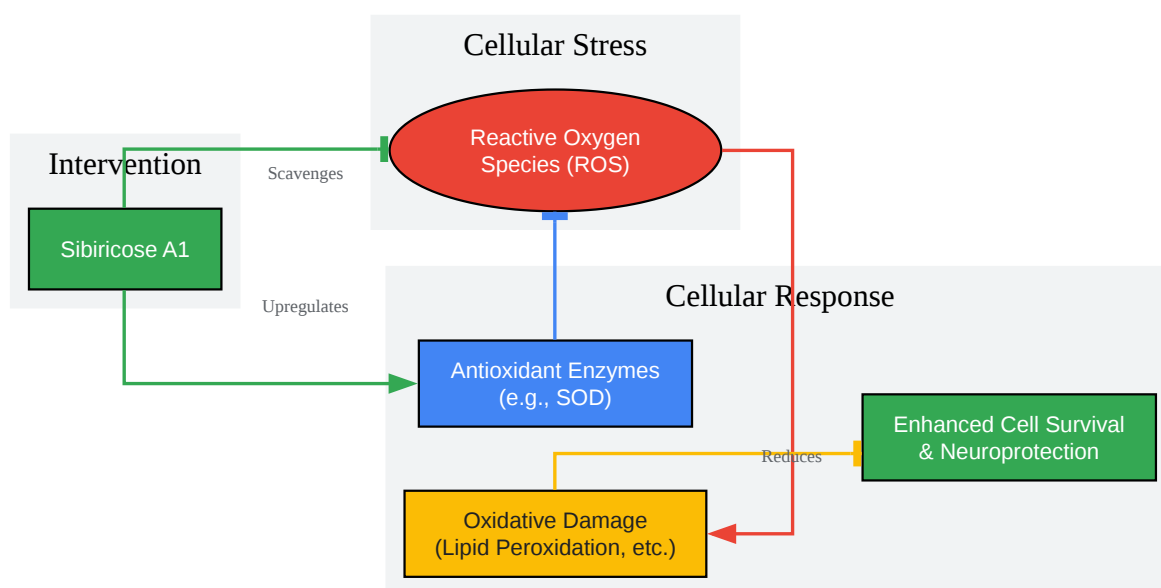 Cellular Stress
Reactive Oxygen
Species (ROS)
Intervention
Scavenges
Sibiricose A1
Upregulates
Cellular Response
Antioxidant Enzymes
(e.g., SOD)
Enhanced Cell Survival
& Neuroprotection
Reduces
Oxidative Damage
(Lipid Peroxidation, etc.)